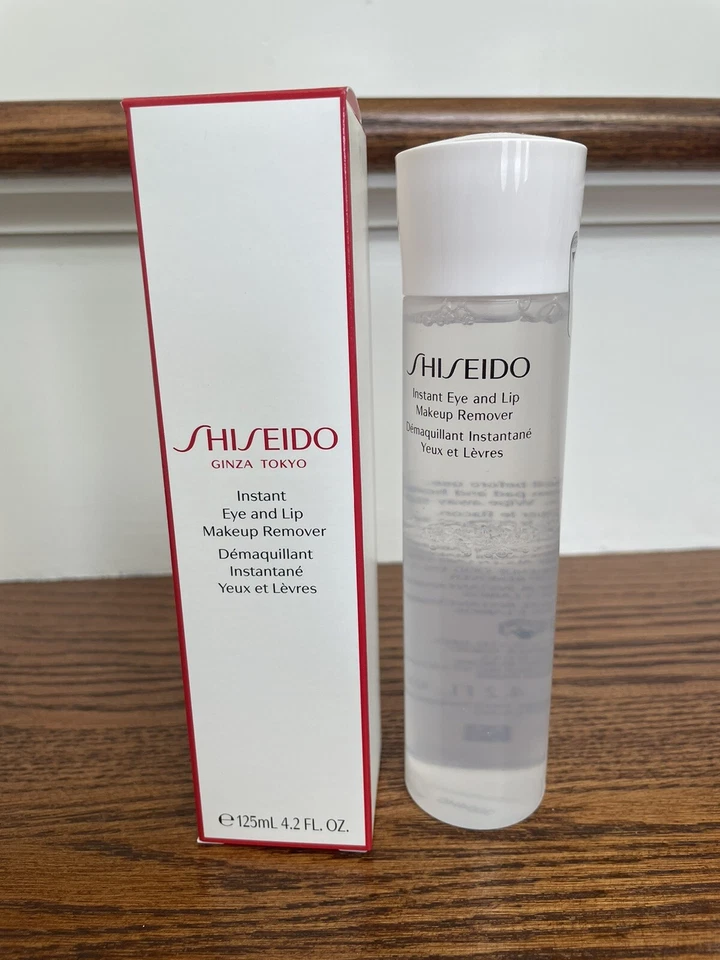 SHISEIDO
GINZA TOKYO
Instant
Eye and Lip
Makeup Remover
Démaquillant
Instantané
Yeux et Lèvres
℮125mL 4.2 FL. OZ.
SHISEIDO
Instant Eye and Lip
Makeup Remover
Démaquillant Instantané
Yeux et Lèvres